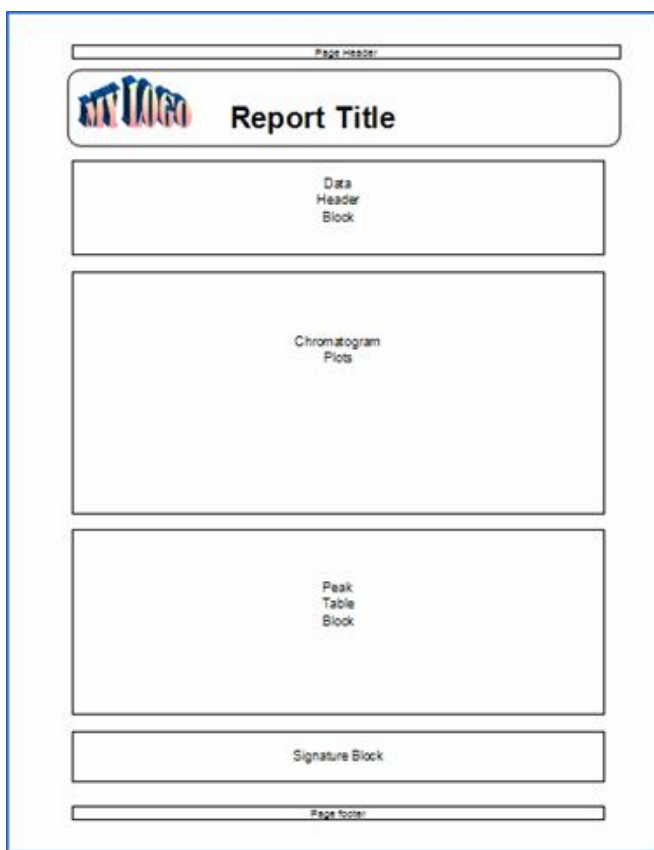 Page Header
MY LOGO
Report Title
Data
Header
Block
Chromatogram
Plots
Peak
Table
Block
Signature Block
Page footer